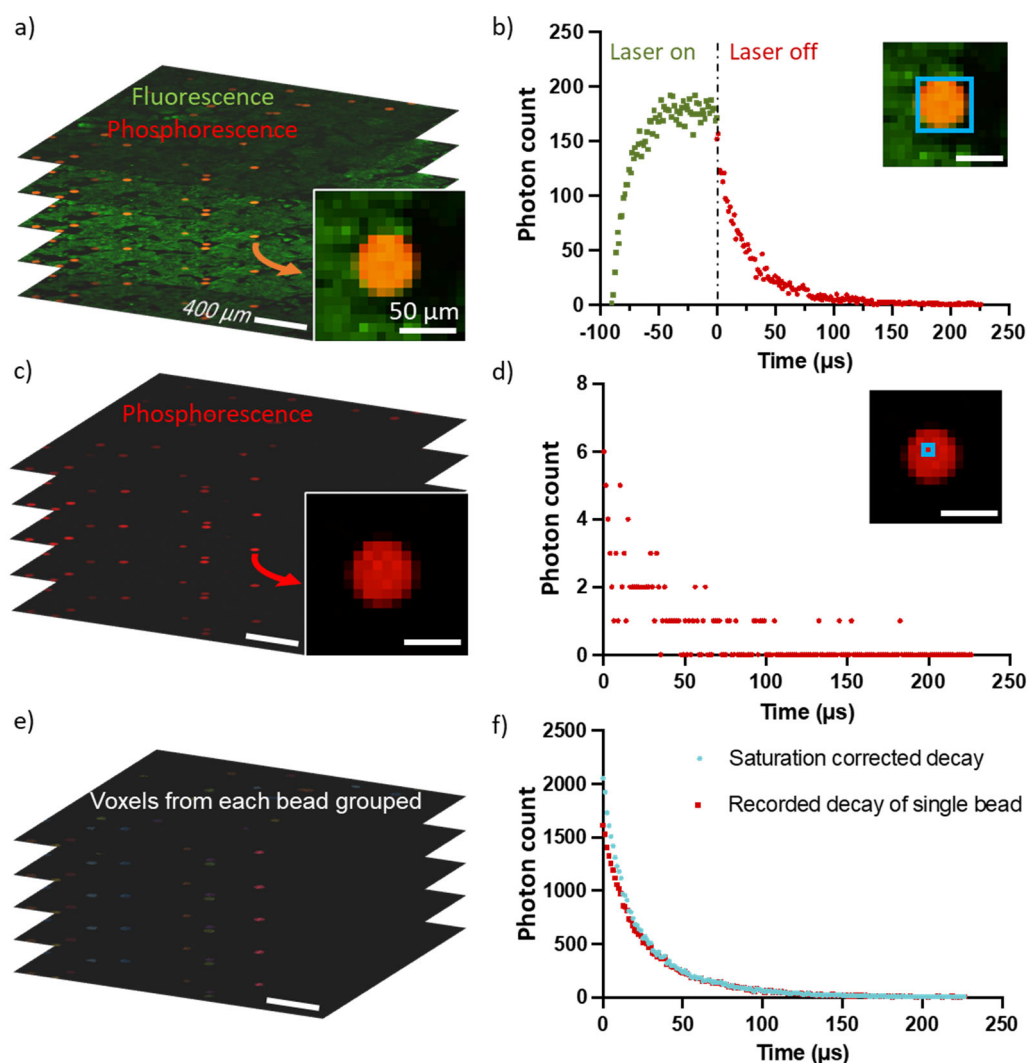 a)
Fluorescence
Phosphorescence
400 µm
50 µm
b)
250
200
150
100
50
0
Photon count
Laser on
Laser off
-100
-50
0
50
100
150
200
250
Time (µs)
c)
Phosphorescence
d)
8
6
4
2
0
Photon count
0
50
100
150
200
250
Time (µs)
e)
Voxels from each bead grouped
f)
2500
2000
1500
1000
500
0
Photon count
Saturation corrected decay
Recorded decay of single bead
0
50
100
150
200
250
Time (µs)